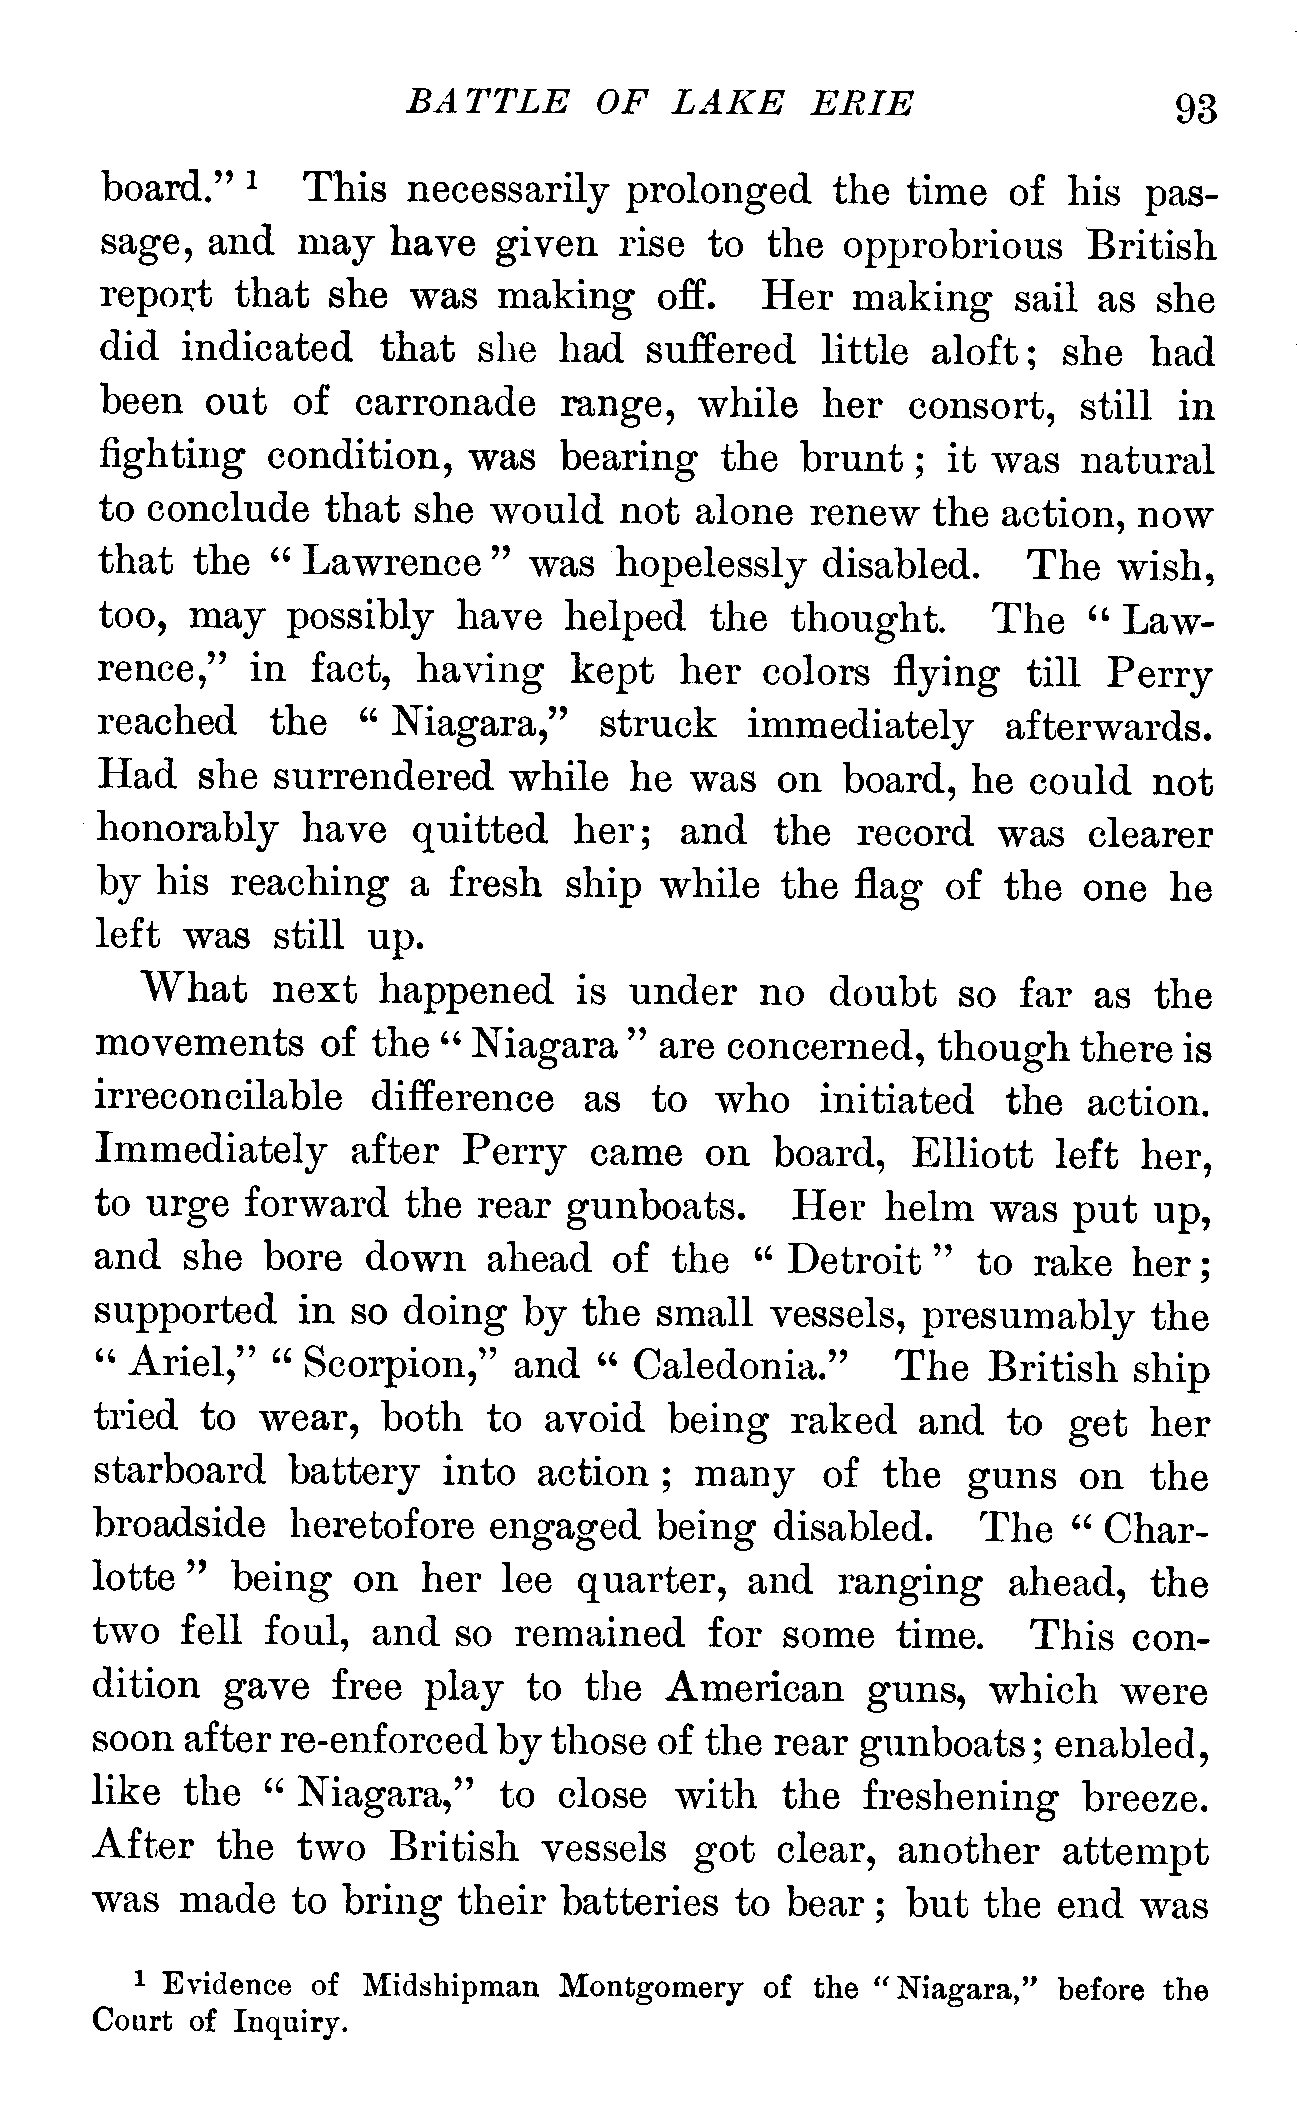 BATTLE OF LAKE ERIE 93
board.” ¹ This necessarily prolonged the time of his pas-
sage, and may have given rise to the opprobrious British
report that she was making off. Her making sail as she
did indicated that she had suffered little aloft; she had
been out of carronade range, while her consort, still in
fighting condition, was bearing the brunt; it was natural
to conclude that she would not alone renew the action, now
that the “Lawrence” was hopelessly disabled. The wish,
too, may possibly have helped the thought. The “Law-
rence,” in fact, having kept her colors flying till Perry
reached the “Niagara,” struck immediately afterwards.
Had she surrendered while he was on board, he could not
honorably have quitted her; and the record was clearer
by his reaching a fresh ship while the flag of the one he
left was still up.
What next happened is under no doubt so far as the
movements of the “Niagara” are concerned, though there is
irreconcilable difference as to who initiated the action.
Immediately after Perry came on board, Elliott left her,
to urge forward the rear gunboats. Her helm was put up,
and she bore down ahead of the “Detroit” to rake her;
supported in so doing by the small vessels, presumably the
“Ariel,” “Scorpion,” and “Caledonia.” The British ship
tried to wear, both to avoid being raked and to get her
starboard battery into action; many of the guns on the
broadside heretofore engaged being disabled. The “Char-
lotte” being on her lee quarter, and ranging ahead, the
two fell foul, and so remained for some time. This con-
dition gave free play to the American guns, which were
soon after re-enforced by those of the rear gunboats; enabled,
like the “Niagara,” to close with the freshening breeze.
After the two British vessels got clear, another attempt
was made to bring their batteries to bear; but the end was
¹ Evidence of Midshipman Montgomery of the “Niagara,” before the
Court of Inquiry.